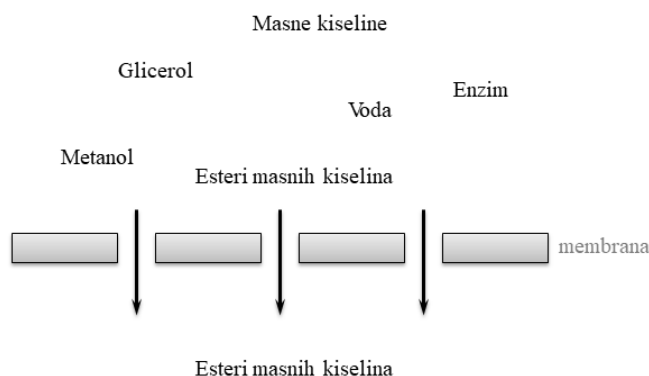 Masne kiseline
Glicerol
Enzim
Voda
Metanol
Esteri masnih kiselina
membrana
Esteri masnih kiselina